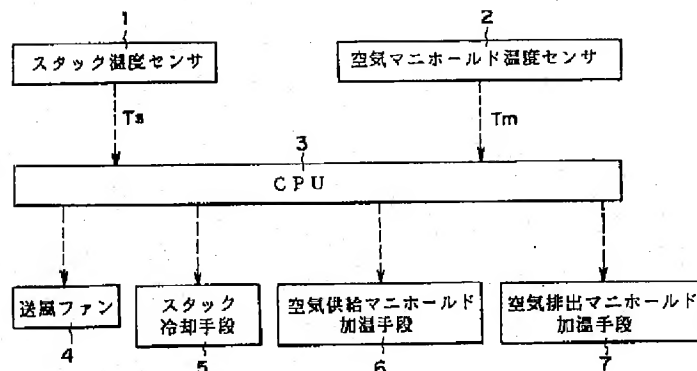 1
2
スタック温度センサ
空気マニホールド温度センサ
Ts
Tm
3
CPU
送風ファン
スタック
冷却手段
空気供給マニホールド
加温手段
空気排出マニホールド
加温手段
4
5
6
7